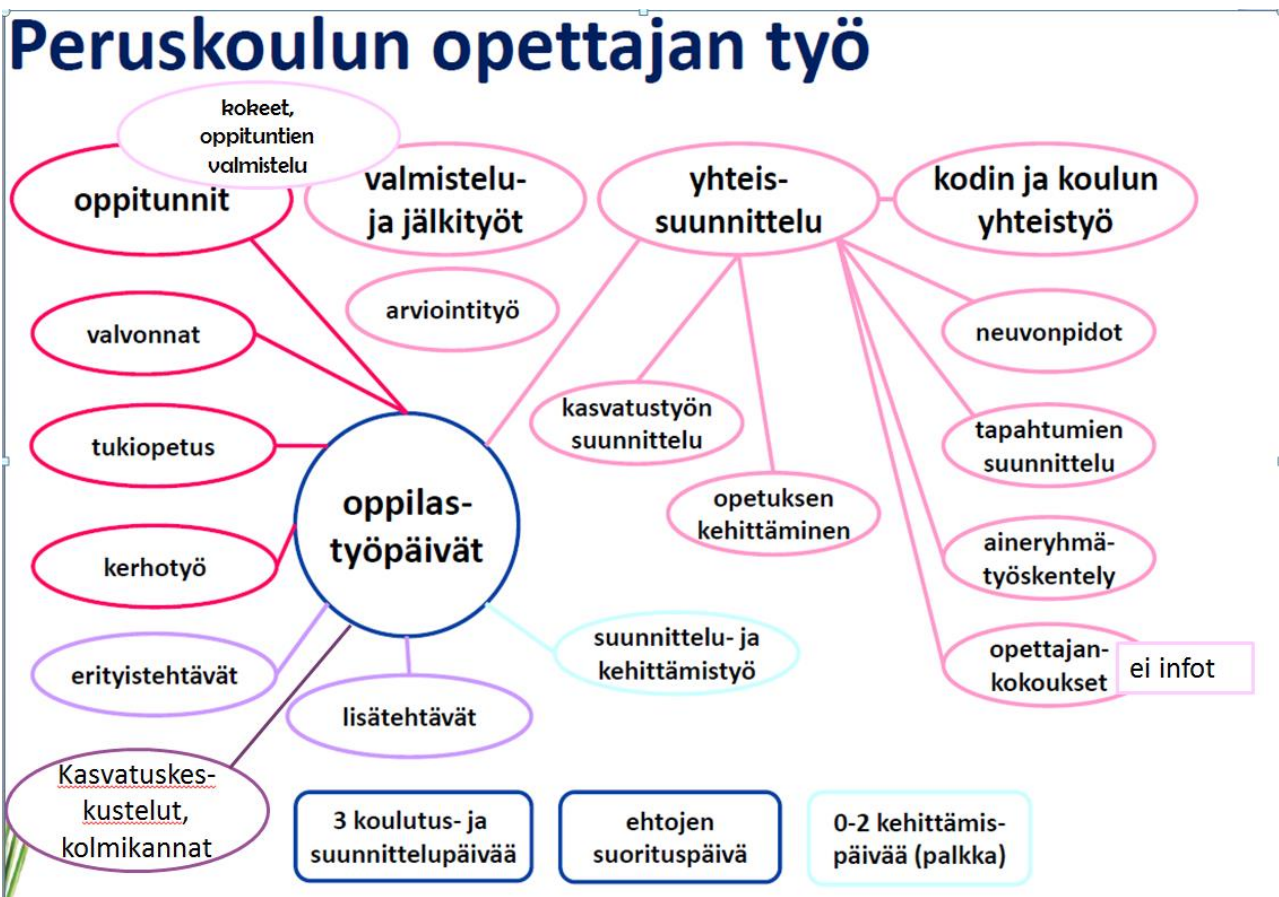 Peruskoulun opettajan työ
kokeet,
oppituntien
valmistelu
oppitunnit
valmistelu-
ja jälkityöt
yhteis-
suunnittelu
kodin ja koulun
yhteistyö
arviointityö
valvonnat
neuvonpidot
kasvatustyön
suunnittelu
tapahtumien
suunnittelu
tukiopetus
oppilas-
työpäivät
opetuksen
kehittäminen
aineryhmä-
työskentely
kerhotyö
suunnittelu- ja
kehittämistyö
opettajan-
kokoukset
ei infot
erityistehtävät
lisätehtävät
Kasvatuskes-
kustelut,
kolmikannat
3 koulutus- ja
suunnittelupäivää
ehtojen
suorituspäivä
0-2 kehittämis-
päivää (palkka)